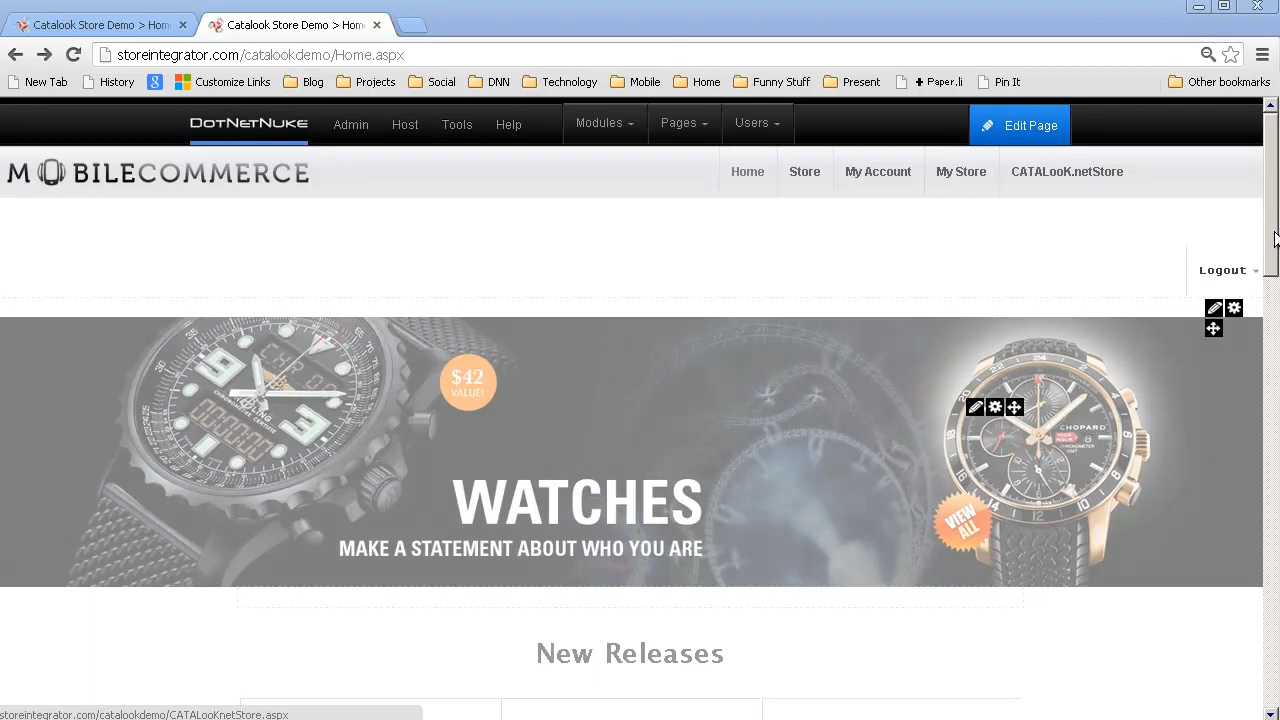 Catalook Store Demo > Hom
Catalook Store Demo > Hom
storeintegrator.com/catalookdemo/Home.aspx
New Tab History Customize Links Blog Projects Social DNN Technology Mobile Home Funny Stuff Present + Paper.li Pin It Other bookmarks
DOTNETNUKE Admin Host Tools Help Modules Pages Users Edit Page
MOBILECOMMERCE Home Store My Account My Store CATALooK.netStore
Logout
$42
VALUE!
CHOPARD
VIEW
ALL
WATCHES
MAKE A STATEMENT ABOUT WHO YOU ARE
New Releases
storeintegrator.com/catalookdemo/CATALooKnetStore.aspx